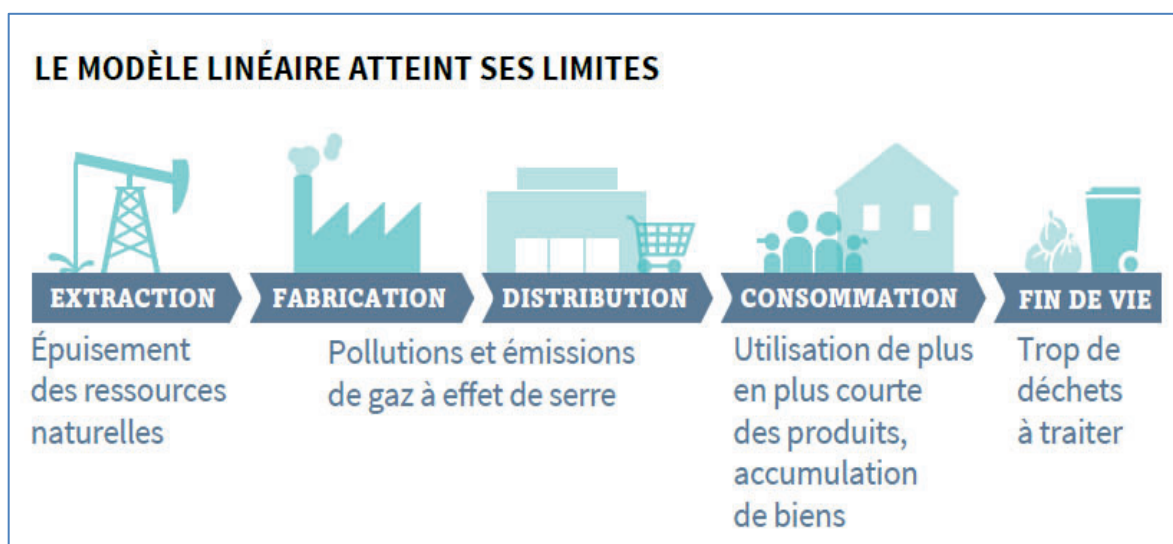 LE MODÈLE LINÉAIRE ATTEINT SES LIMITES
EXTRACTION
FABRICATION
DISTRIBUTION
CONSOMMATION
FIN DE VIE
Épuisement
des ressources
naturelles
Pollutions et émissions
de gaz à effet de serre
Utilisation de plus
en plus courte
des produits,
accumulation
de biens
Trop de
déchets
à traiter